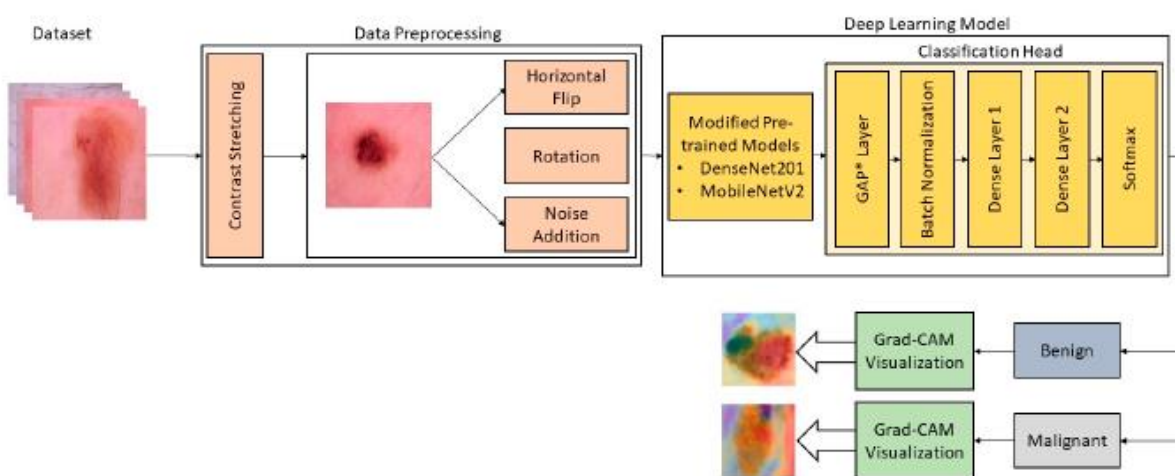 Dataset
Data Preprocessing
Deep Learning Model
Contrast Stretching
Horizontal
Flip
Rotation
Noise
Addition
Modified Pre-
trained Models
• DenseNet201
• MobileNetV2
Classification Head
GAP* Layer
Batch Normalization
Dense Layer 1
Dense Layer 2
Softmax
Grad-CAM
Visualization
Benign
Grad-CAM
Visualization
Malignant